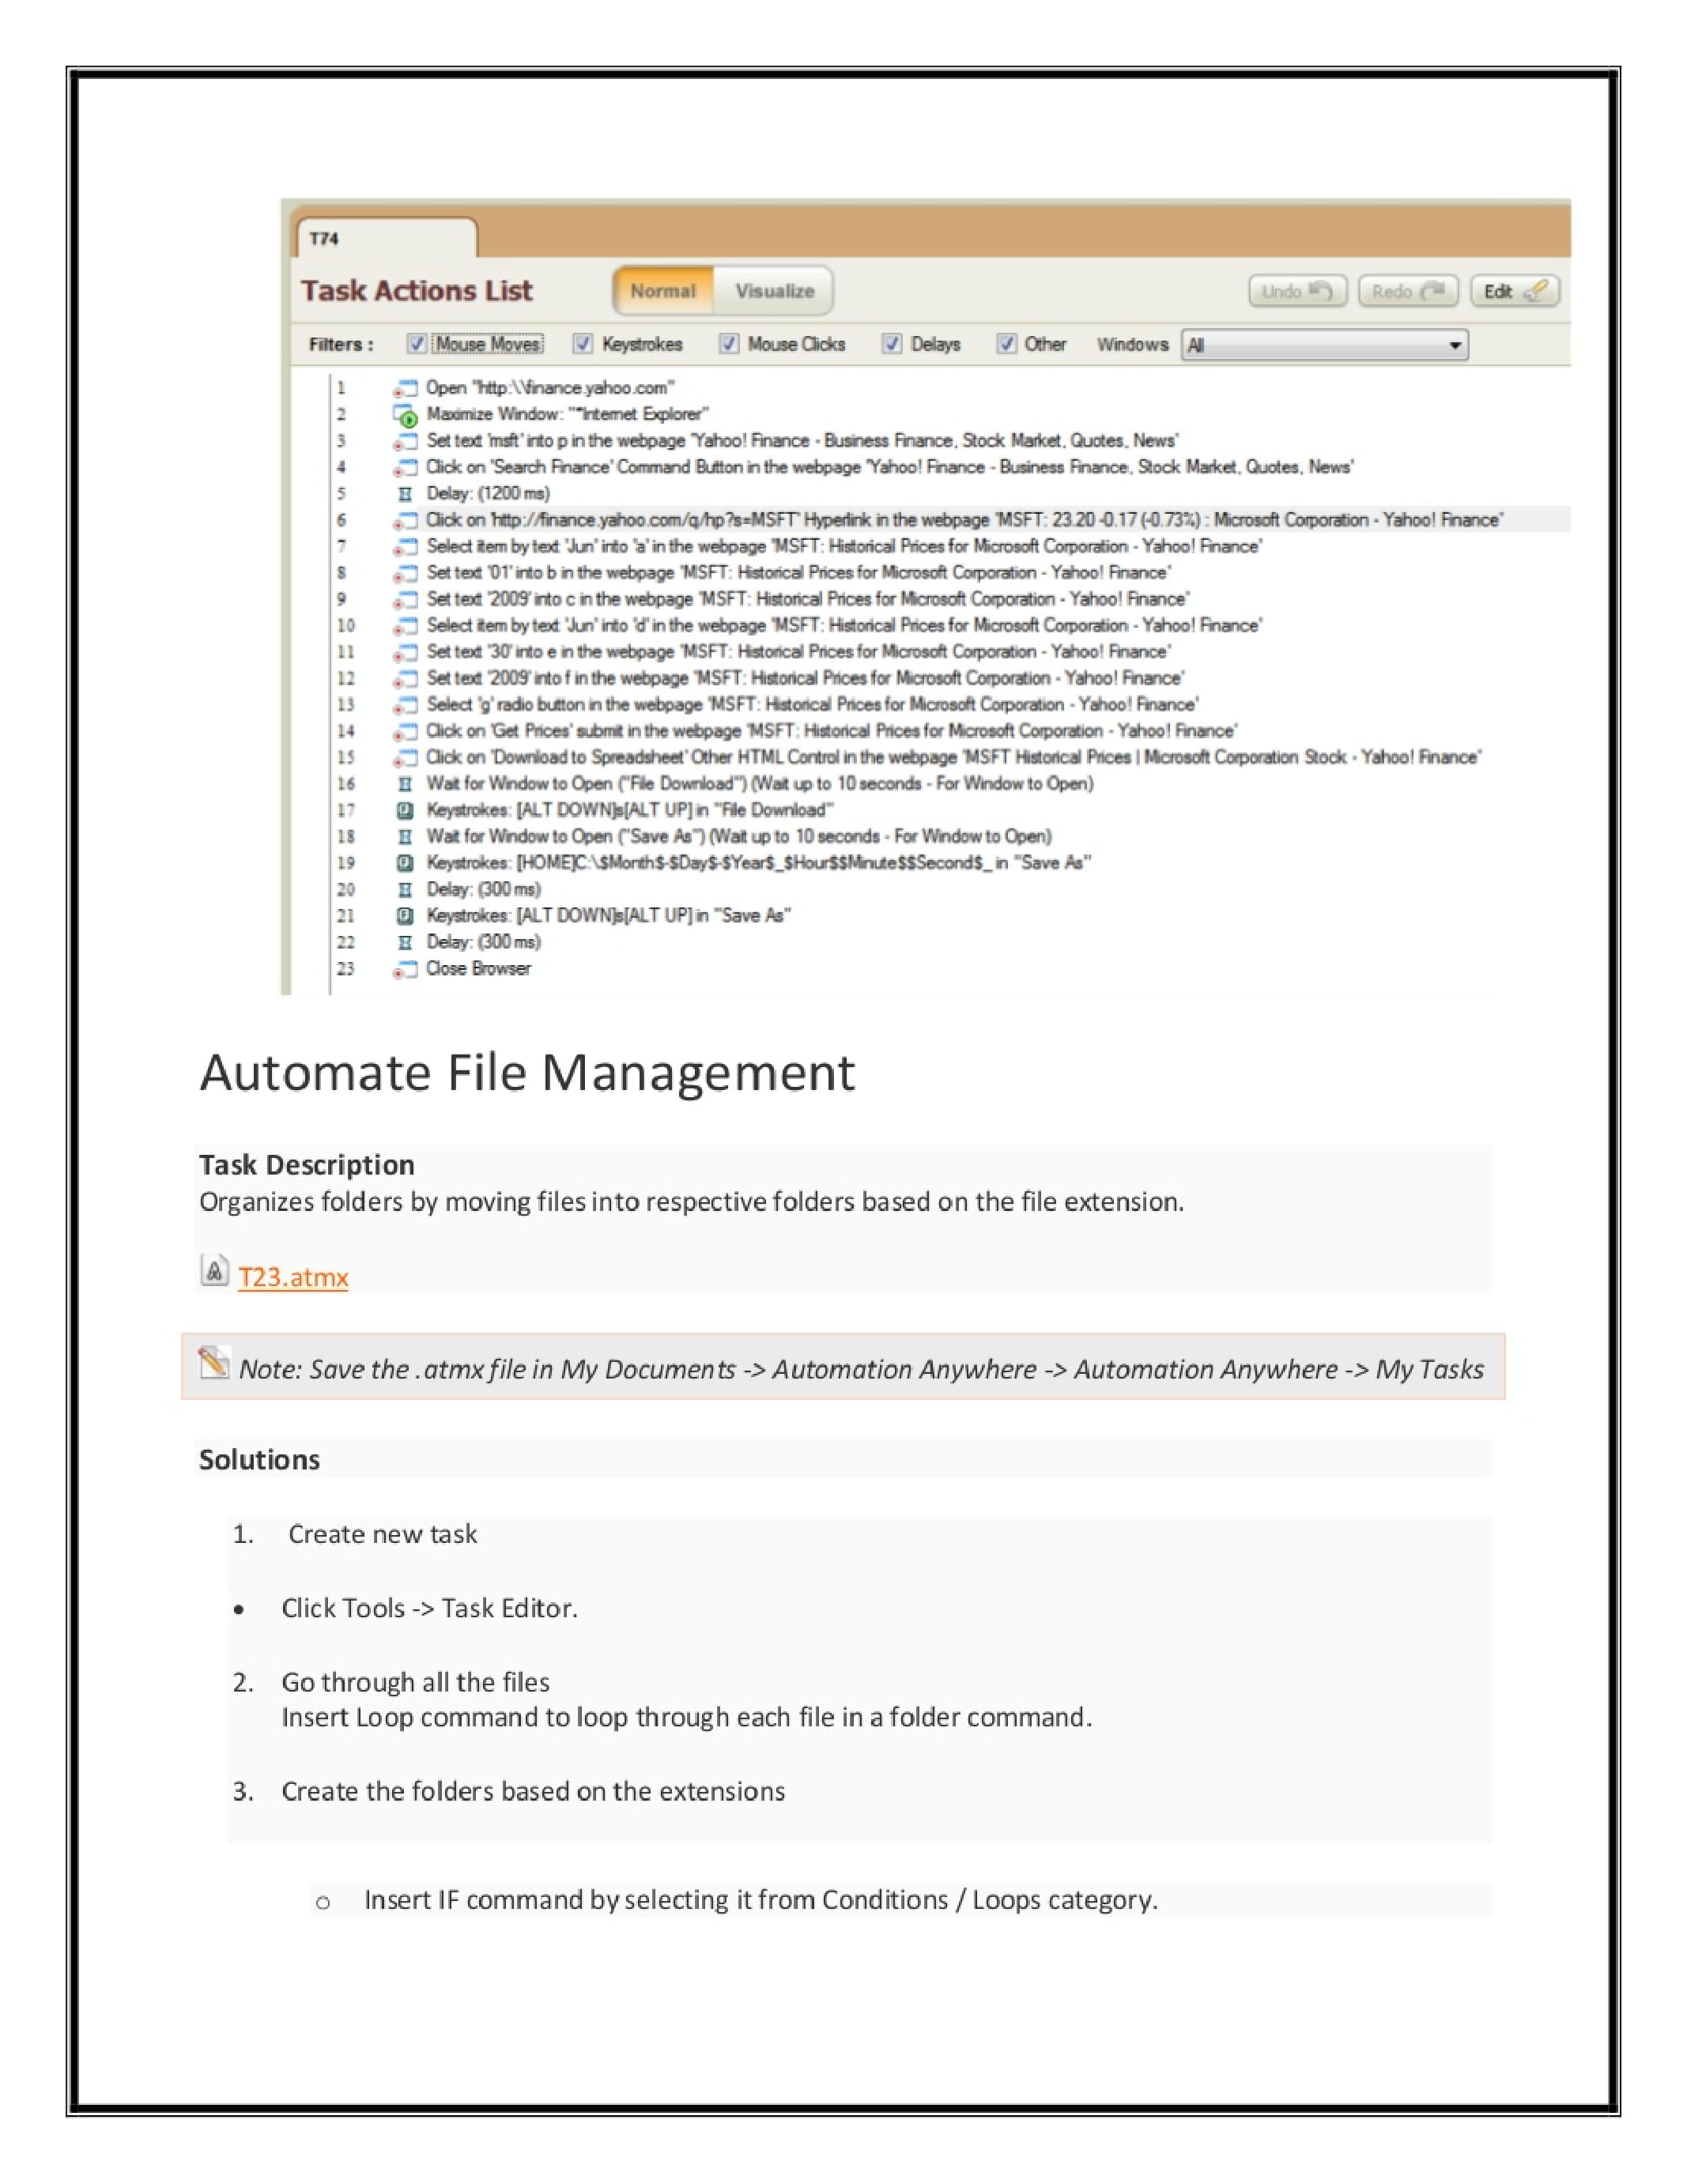 T74
Task Actions List Normal Visualize Undo Redo Edit
Filters : Mouse Moves Keystrokes Mouse Clicks Delays Other Windows All
1 Open "http:\\finance.yahoo.com"
2 Maximize Window: "*Internet Explorer"
3 Set text 'msft' into p in the webpage 'Yahoo! Finance - Business Finance, Stock Market, Quotes, News'
4 Click on 'Search Finance' Command Button in the webpage 'Yahoo! Finance - Business Finance, Stock Market, Quotes, News'
5 Delay: (1200 ms)
6 Click on 'http://finance.yahoo.com/q/hp?s=MSFT' Hyperlink in the webpage 'MSFT: 23.20 -0.17 (-0.73%) : Microsoft Corporation - Yahoo! Finance'
7 Select item by text 'Jun' into 'a' in the webpage 'MSFT: Historical Prices for Microsoft Corporation - Yahoo! Finance'
8 Set text '01' into b in the webpage 'MSFT: Historical Prices for Microsoft Corporation - Yahoo! Finance'
9 Set text '2009' into c in the webpage 'MSFT: Historical Prices for Microsoft Corporation - Yahoo! Finance'
10 Select item by text 'Jun' into 'd' in the webpage 'MSFT: Historical Prices for Microsoft Corporation - Yahoo! Finance'
11 Set text '30' into e in the webpage 'MSFT: Historical Prices for Microsoft Corporation - Yahoo! Finance'
12 Set text '2009' into f in the webpage 'MSFT: Historical Prices for Microsoft Corporation - Yahoo! Finance'
13 Select 'g' radio button in the webpage 'MSFT: Historical Prices for Microsoft Corporation - Yahoo! Finance'
14 Click on 'Get Prices' submit in the webpage 'MSFT: Historical Prices for Microsoft Corporation - Yahoo! Finance'
15 Click on 'Download to Spreadsheet' Other HTML Control in the webpage 'MSFT Historical Prices | Microsoft Corporation Stock - Yahoo! Finance'
16 Wait for Window to Open ("File Download") (Wait up to 10 seconds - For Window to Open)
17 Keystrokes: [ALT DOWN]s[ALT UP] in "File Download"
18 Wait for Window to Open ("Save As") (Wait up to 10 seconds - For Window to Open)
19 Keystrokes: [HOME]C:\$Month$-$Day$-$Year$_$Hour$$Minute$$Second$_ in "Save As"
20 Delay: (300 ms)
21 Keystrokes: [ALT DOWN]s[ALT UP] in "Save As"
22 Delay: (300 ms)
23 Close Browser
Automate File Management
Task Description
Organizes folders by moving files into respective folders based on the file extension.
T23.atmx
Note: Save the .atmx file in My Documents -> Automation Anywhere -> Automation Anywhere -> My Tasks
Solutions
1. Create new task
• Click Tools -> Task Editor.
2. Go through all the files
Insert Loop command to loop through each file in a folder command.
3. Create the folders based on the extensions
o Insert IF command by selecting it from Conditions / Loops category.